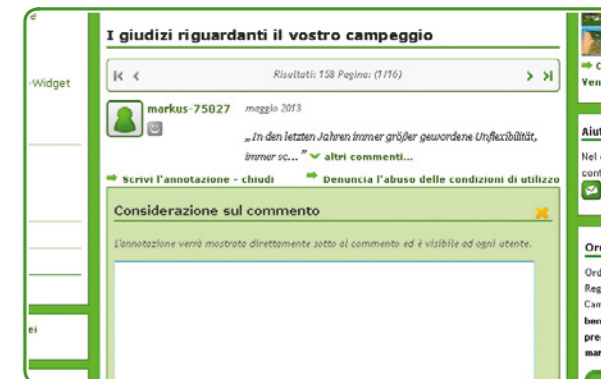 -Widget
ei
I giudizi riguardanti il vostro campeggio
Risultati: 158 Pagina: (1/16)
markus-75827 maggio 2013
„In den letzten Jahren immer größer gewordene Unflexibilität,
immer sc... ” altri commenti...
Scrivi l'annotazione - chiudi Denuncia l'abuso delle condizioni di utilizzo
Considerazione sul commento
L'annotazione verrà mostrata direttamente sotto al commento ed è visibile ad ogni utente.
C
Ven
Aiut
Nel c
cont
Ord
Ord
Reg
Cam
ben
pres
mar